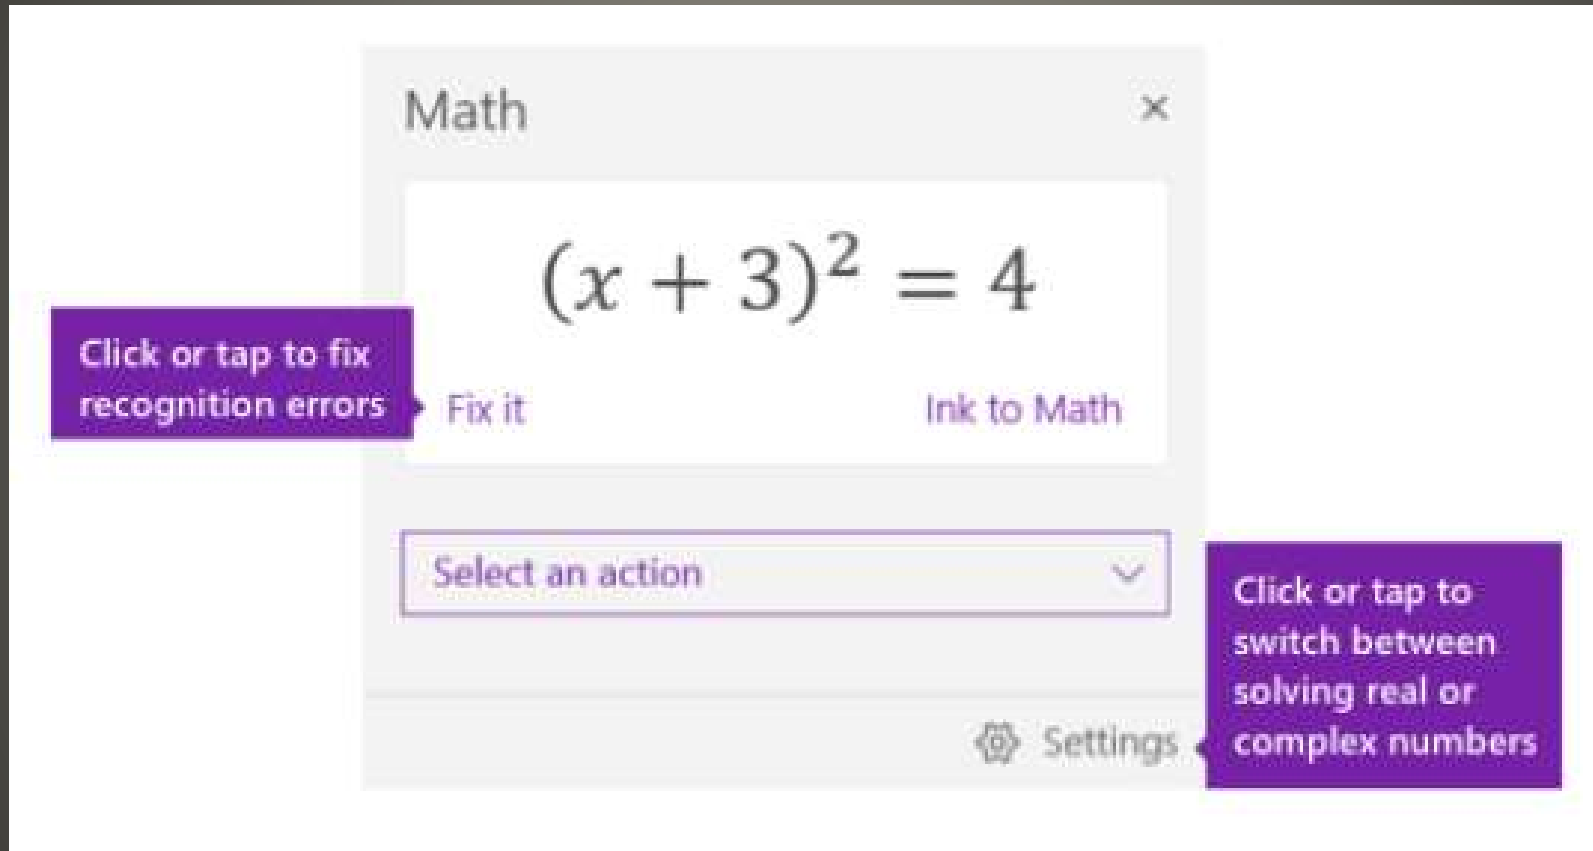 Math
(x + 3)² = 4
Click or tap to fix
recognition errors
Fix it
Ink to Math
Select an action
Click or tap to
switch between
solving real or
complex numbers
Settings